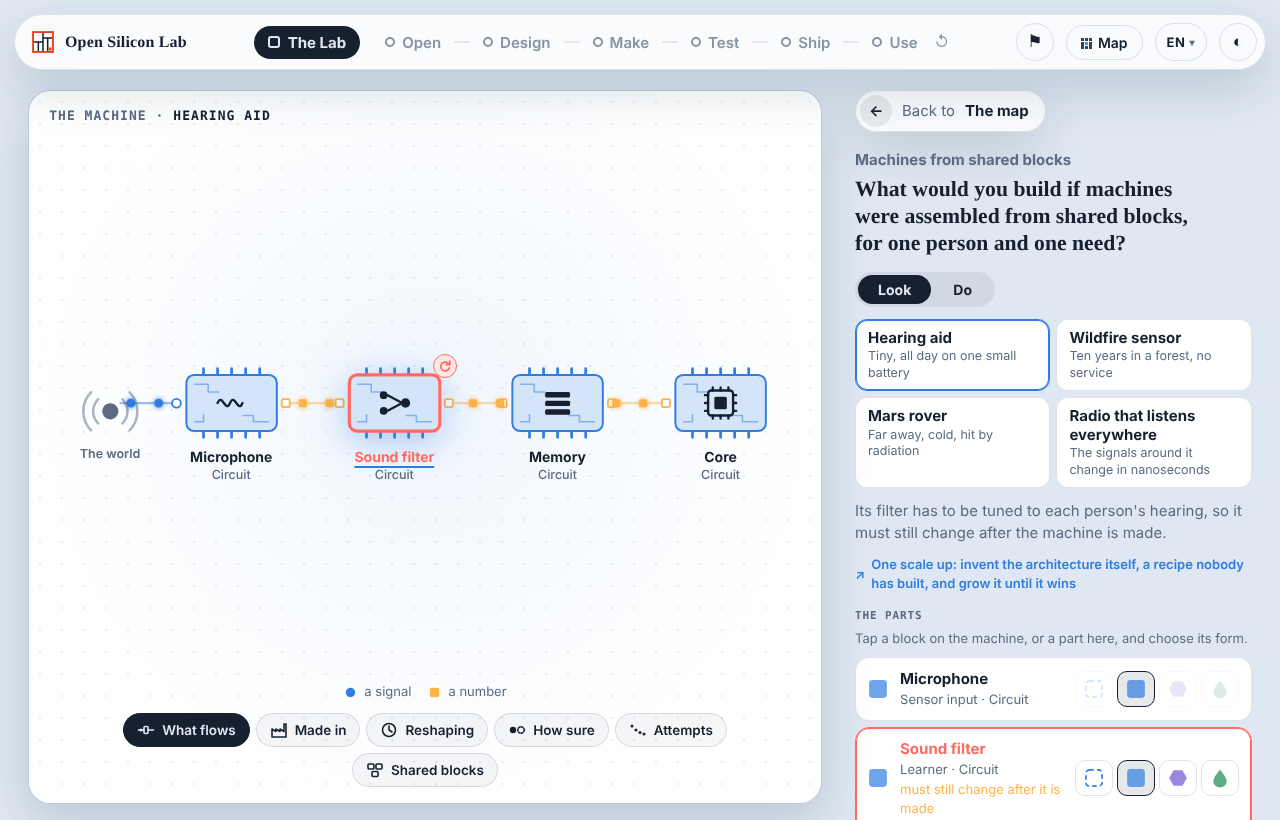 Open Silicon Lab
The Lab
Open
Design
Make
Test
Ship
Use
Map
EN
THE MACHINE · HEARING AID
The world
Microphone
Circuit
Sound filter
Circuit
Memory
Circuit
Core
Circuit
a signal
a number
What flows
Made in
Reshaping
How sure
Attempts
Shared blocks
Back to The map
Machines from shared blocks
What would you build if machines
were assembled from shared blocks,
for one person and one need?
Look
Do
Hearing aid
Tiny, all day on one small
battery
Wildfire sensor
Ten years in a forest, no
service
Mars rover
Far away, cold, hit by
radiation
Radio that listens
everywhere
The signals around it
change in nanoseconds
Its filter has to be tuned to each person's hearing, so it
must still change after the machine is made.
One scale up: invent the architecture itself, a recipe nobody
has built, and grow it until it wins
THE PARTS
Tap a block on the machine, or a part here, and choose its form.
Microphone
Sensor input · Circuit
Sound filter
Learner · Circuit
must still change after it is
made